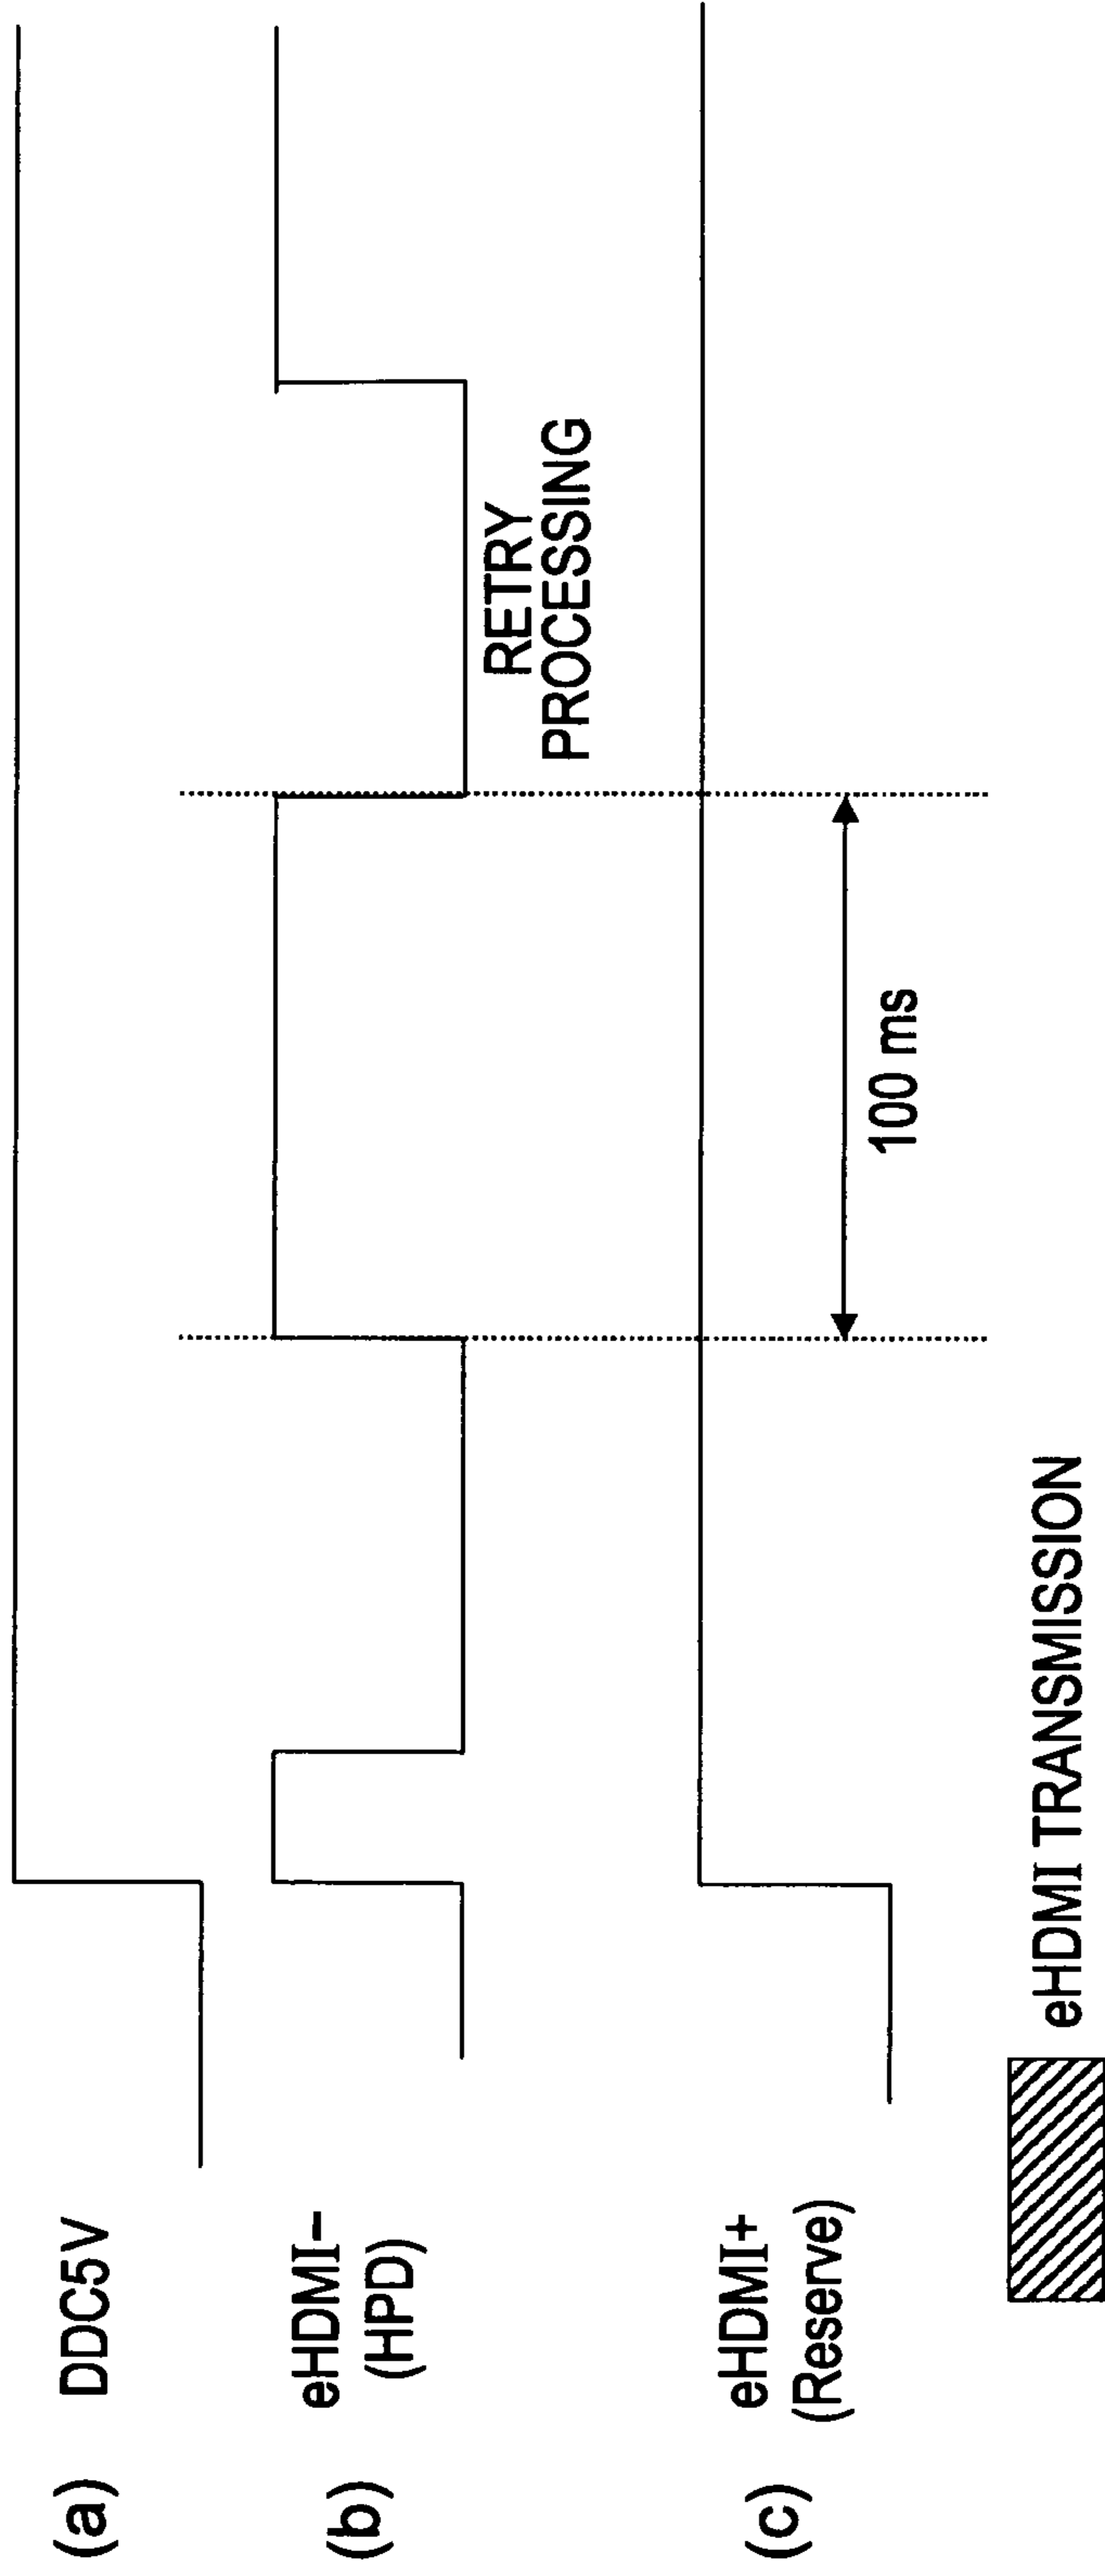 (a) DDC5V
(b) eHDMI−
(HPD)
RETRY
PROCESSING
(c) eHDMI+
(Reserve)
100 ms
eHDMI TRANSMISSION